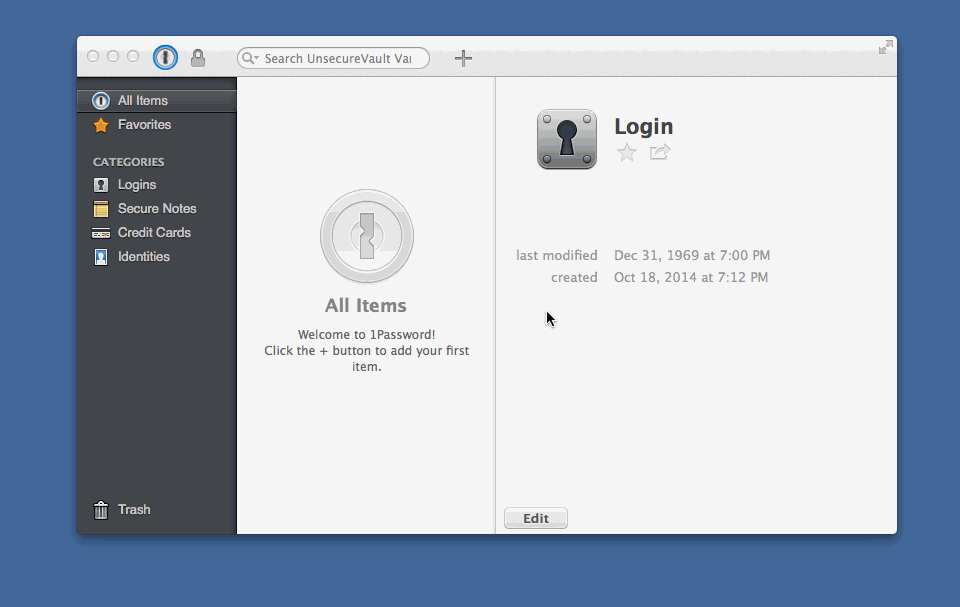 Search UnsecureVault Vau
All Items
Favorites
CATEGORIES
Logins
Secure Notes
Credit Cards
Identities
Trash
All Items
Welcome to 1Password!
Click the + button to add your first
item.
Login
last modified Dec 31, 1969 at 7:00 PM
created Oct 18, 2014 at 7:12 PM
Edit